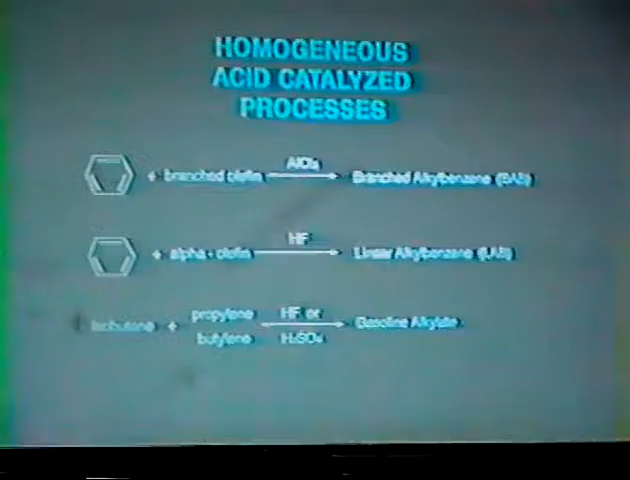 HOMOGENEOUS
ACID CATALYZED
PROCESSES
+ branched olefin AlCl₃ → Branched Alkylbenzene (BAB)
+ alpha-olefin HF → Linear Alkylbenzene (LAB)
Isobutane + propylene HF or → Gasoline Alkylate
butylene H₂SO₄